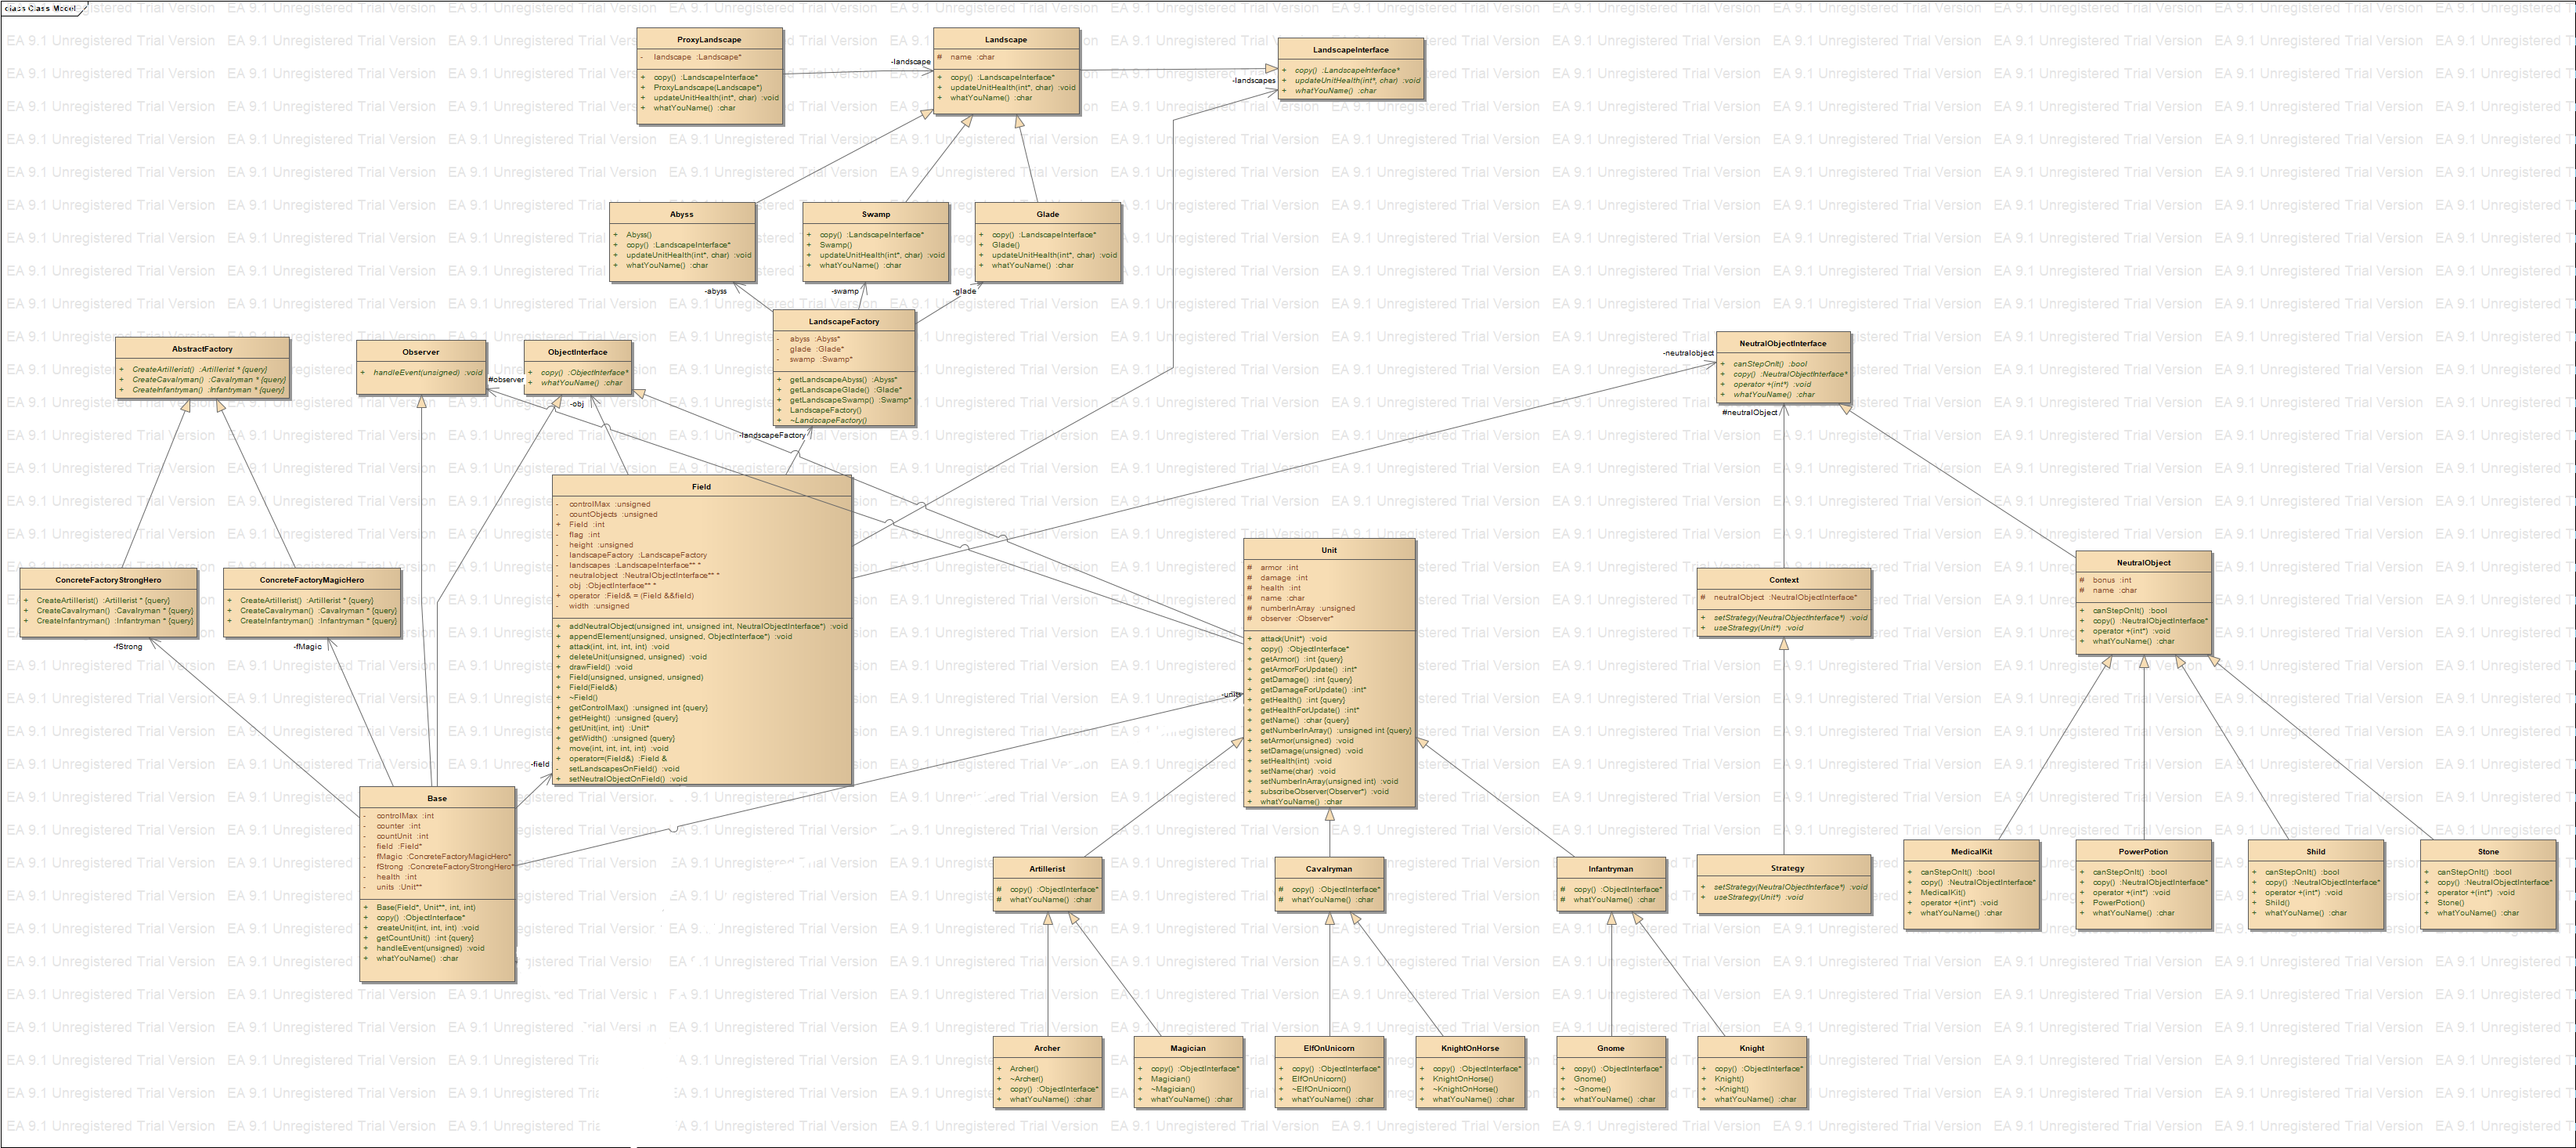 class Class Model
ProxyLandscape
- landscape :Landscape*
+ copy() :LandscapeInterface*
+ ProxyLandscape(Landscape*)
+ updateUnitHealth(int*, char) :void
+ whatYouName() :char
-landscape
Landscape
# name :char
+ copy() :LandscapeInterface*
+ updateUnitHealth(int*, char) :void
+ whatYouName() :char
-landscapes
LandscapeInterface
+ copy() :LandscapeInterface*
+ updateUnitHealth(int*, char) :void
+ whatYouName() :char
Abyss
+ Abyss()
+ copy() :LandscapeInterface*
+ updateUnitHealth(int*, char) :void
+ whatYouName() :char
Swamp
+ copy() :LandscapeInterface*
+ Swamp()
+ updateUnitHealth(int*, char) :void
+ whatYouName() :char
Glade
+ copy() :LandscapeInterface*
+ Glade()
+ updateUnitHealth(int*, char) :void
+ whatYouName() :char
-abyss
-swamp
-glade
LandscapeFactory
- abyss :Abyss*
- glade :Glade*
- swamp :Swamp*
+ getLandscapeAbyss() :Abyss*
+ getLandscapeGlade() :Glade*
+ getLandscapeSwamp() :Swamp*
+ LandscapeFactory()
+ ~LandscapeFactory()
-landscapeFactory
AbstractFactory
+ CreateArtillerist() :Artillerist * {query}
+ CreateCavalryman() :Cavalryman * {query}
+ CreateInfantryman() :Infantryman * {query}
Observer
+ handleEvent(unsigned) :void
#observer
ObjectInterface
+ copy() :ObjectInterface*
+ whatYouName() :char
-obj
-neutralobject
NeutralObjectInterface
+ canStepOnIt() :bool
+ copy() :NeutralObjectInterface*
+ operator +(int*) :void
+ whatYouName() :char
#neutralObject
Field
- controlMax :unsigned
- countObjects :unsigned
+ Field :int
- flag :int
- height :unsigned
- landscapeFactory :LandscapeFactory
- landscapes :LandscapeInterface** *
- neutralobject :NeutralObjectInterface** *
- obj :ObjectInterface** *
+ operator :Field& = (Field &&field)
- width :unsigned
+ addNeutralObject(unsigned int, unsigned int, NeutralObjectInterface*) :void
+ appendElement(unsigned, unsigned, ObjectInterface*) :void
+ attack(int, int, int, int) :void
+ deleteUnit(unsigned, unsigned) :void
+ drawField() :void
+ Field(unsigned, unsigned, unsigned)
+ Field(Field&)
+ ~Field()
+ getControlMax() :unsigned int {query}
+ getHeight() :unsigned {query}
+ getUnit(int, int) :Unit*
+ getWidth() :unsigned {query}
+ move(int, int, int, int) :void
+ operator=(Field&) :Field &
- setLandscapesOnField() :void
+ setNeutralObjectOnField() :void
-field
ConcreteFactoryStrongHero
+ CreateArtillerist() :Artillerist * {query}
+ CreateCavalryman() :Cavalryman * {query}
+ CreateInfantryman() :Infantryman * {query}
-fStrong
ConcreteFactoryMagicHero
+ CreateArtillerist() :Artillerist * {query}
+ CreateCavalryman() :Cavalryman * {query}
+ CreateInfantryman() :Infantryman * {query}
-fMagic
Unit
# armor :int
# damage :int
# health :int
# name :char
# numberInArray :unsigned
# observer :Observer*
+ attack(Unit*) :void
+ copy() :ObjectInterface*
+ getArmor() :int {query}
+ getArmorForUpdate() :int*
+ getDamage() :int {query}
+ getDamageForUpdate() :int*
+ getHealth() :int {query}
+ getHealthForUpdate() :int*
+ getName() :char {query}
+ getNumberInArray() :unsigned int {query}
+ setArmor(unsigned) :void
+ setDamage(unsigned) :void
+ setHealth(int) :void
+ setName(char) :void
+ setNumberInArray(unsigned int) :void
+ subscribeObserver(Observer*) :void
+ whatYouName() :char
-units
Context
# neutralObject :NeutralObjectInterface*
+ setStrategy(NeutralObjectInterface*) :void
+ useStrategy(Unit*) :void
NeutralObject
# bonus :int
# name :char
+ canStepOnIt() :bool
+ copy() :NeutralObjectInterface*
+ operator +(int*) :void
+ whatYouName() :char
Base
- controlMax :int
- counter :int
- countUnit :int
- field :Field*
- fMagic :ConcreteFactoryMagicHero*
- fStrong :ConcreteFactoryStrongHero*
- health :int
- units :Unit**
+ Base(Field*, Unit**, int, int)
+ copy() :ObjectInterface*
+ createUnit(int, int, int) :void
+ getCountUnit() :int {query}
+ handleEvent(unsigned) :void
+ whatYouName() :char
Artillerist
# copy() :ObjectInterface*
# whatYouName() :char
Cavalryman
# copy() :ObjectInterface*
# whatYouName() :char
Infantryman
# copy() :ObjectInterface*
# whatYouName() :char
Strategy
+ setStrategy(NeutralObjectInterface*) :void
+ useStrategy(Unit*) :void
MedicalKit
+ canStepOnIt() :bool
+ copy() :NeutralObjectInterface*
+ MedicalKit()
+ operator +(int*) :void
+ whatYouName() :char
PowerPotion
+ canStepOnIt() :bool
+ copy() :NeutralObjectInterface*
+ operator +(int*) :void
+ PowerPotion()
+ whatYouName() :char
Shild
+ canStepOnIt() :bool
+ copy() :NeutralObjectInterface*
+ operator +(int*) :void
+ Shild()
+ whatYouName() :char
Stone
+ canStepOnIt() :bool
+ copy() :NeutralObjectInterface*
+ operator +(int*) :void
+ Stone()
+ whatYouName() :char
Archer
+ Archer()
+ ~Archer()
+ copy() :ObjectInterface*
+ whatYouName() :char
Magician
+ copy() :ObjectInterface*
+ Magician()
+ ~Magician()
+ whatYouName() :char
ElfOnUnicorn
+ copy() :ObjectInterface*
+ ElfOnUnicorn()
+ ~ElfOnUnicorn()
+ whatYouName() :char
KnightOnHorse
+ copy() :ObjectInterface*
+ KnightOnHorse()
+ ~KnightOnHorse()
+ whatYouName() :char
Gnome
+ copy() :ObjectInterface*
+ Gnome()
+ ~Gnome()
+ whatYouName() :char
Knight
+ copy() :ObjectInterface*
+ Knight()
+ ~Knight()
+ whatYouName() :char
EA 9.1 Unregistered Trial Version